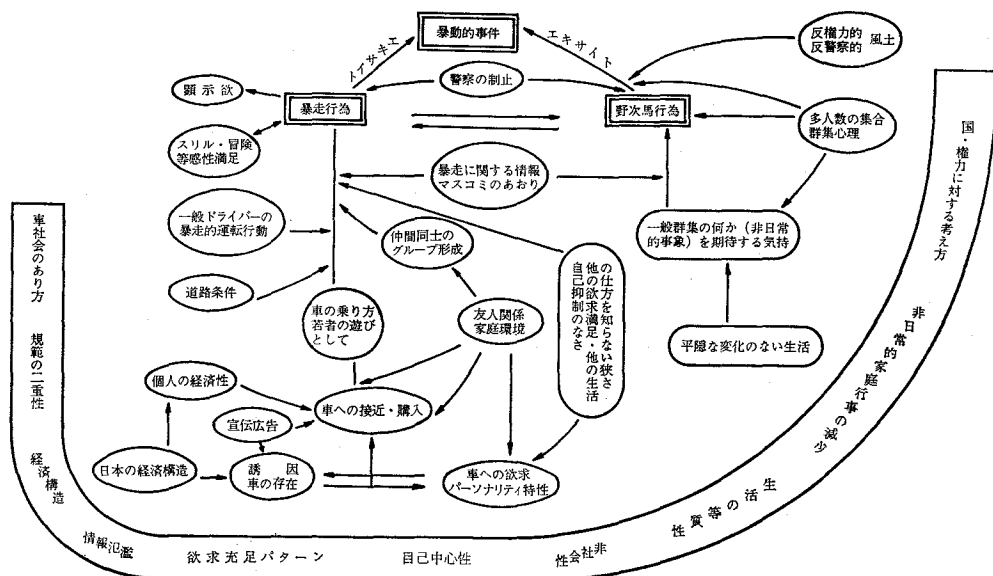 暴動的事件
エキサイト
エキサイト
反権力的
反警察的 風土
警察の制止
顕示欲
暴走行為
野次馬行為
多人数の集合
群集心理
スリル・冒険
等感性満足
暴走に関する情報
マスコミのあおり
一般ドライバーの
暴走的運転行動
仲間同士の
グループ形成
一般群集の何か（非日常
的事象）を期待する気持
道路条件
車の乗り方
若者の遊び
として
友人関係
家庭環境
の仕方を知らない狭さ
他の欲求満足・他の生活
自己抑制のなさ
平隠な変化のない生活
個人の経済性
車への接近・購入
宣伝広告
日本の経済構造
誘因
車の存在
車への欲求
パーソナリティ特性
車社会のあり方
規範の二重性
経済構造
情報氾濫
欲求充足パターン
自己中心性
性会社非
性質等の活生
非日常的家庭行事の減少
国・権力に対する考え方